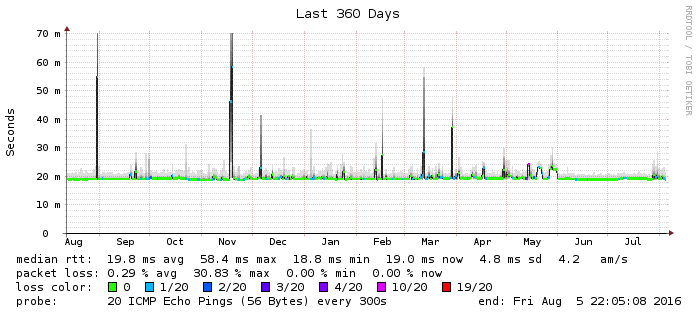 Last 360 Days
RRDTOOL / TOBI OETIKER
Seconds
70 m
60 m
50 m
40 m
30 m
20 m
10 m
0
Aug Sep Oct Nov Dec Jan Feb Mar Apr May Jun Jul
median rtt: 19.8 ms avg 58.4 ms max 18.8 ms min 19.0 ms now 4.8 ms sd 4.2 am/s
packet loss: 0.29 % avg 30.83 % max 0.00 % min 0.00 % now
loss color: 0 1/20 2/20 3/20 4/20 10/20 19/20
probe: 20 ICMP Echo Pings (56 Bytes) every 300s end: Fri Aug 5 22:05:08 2016